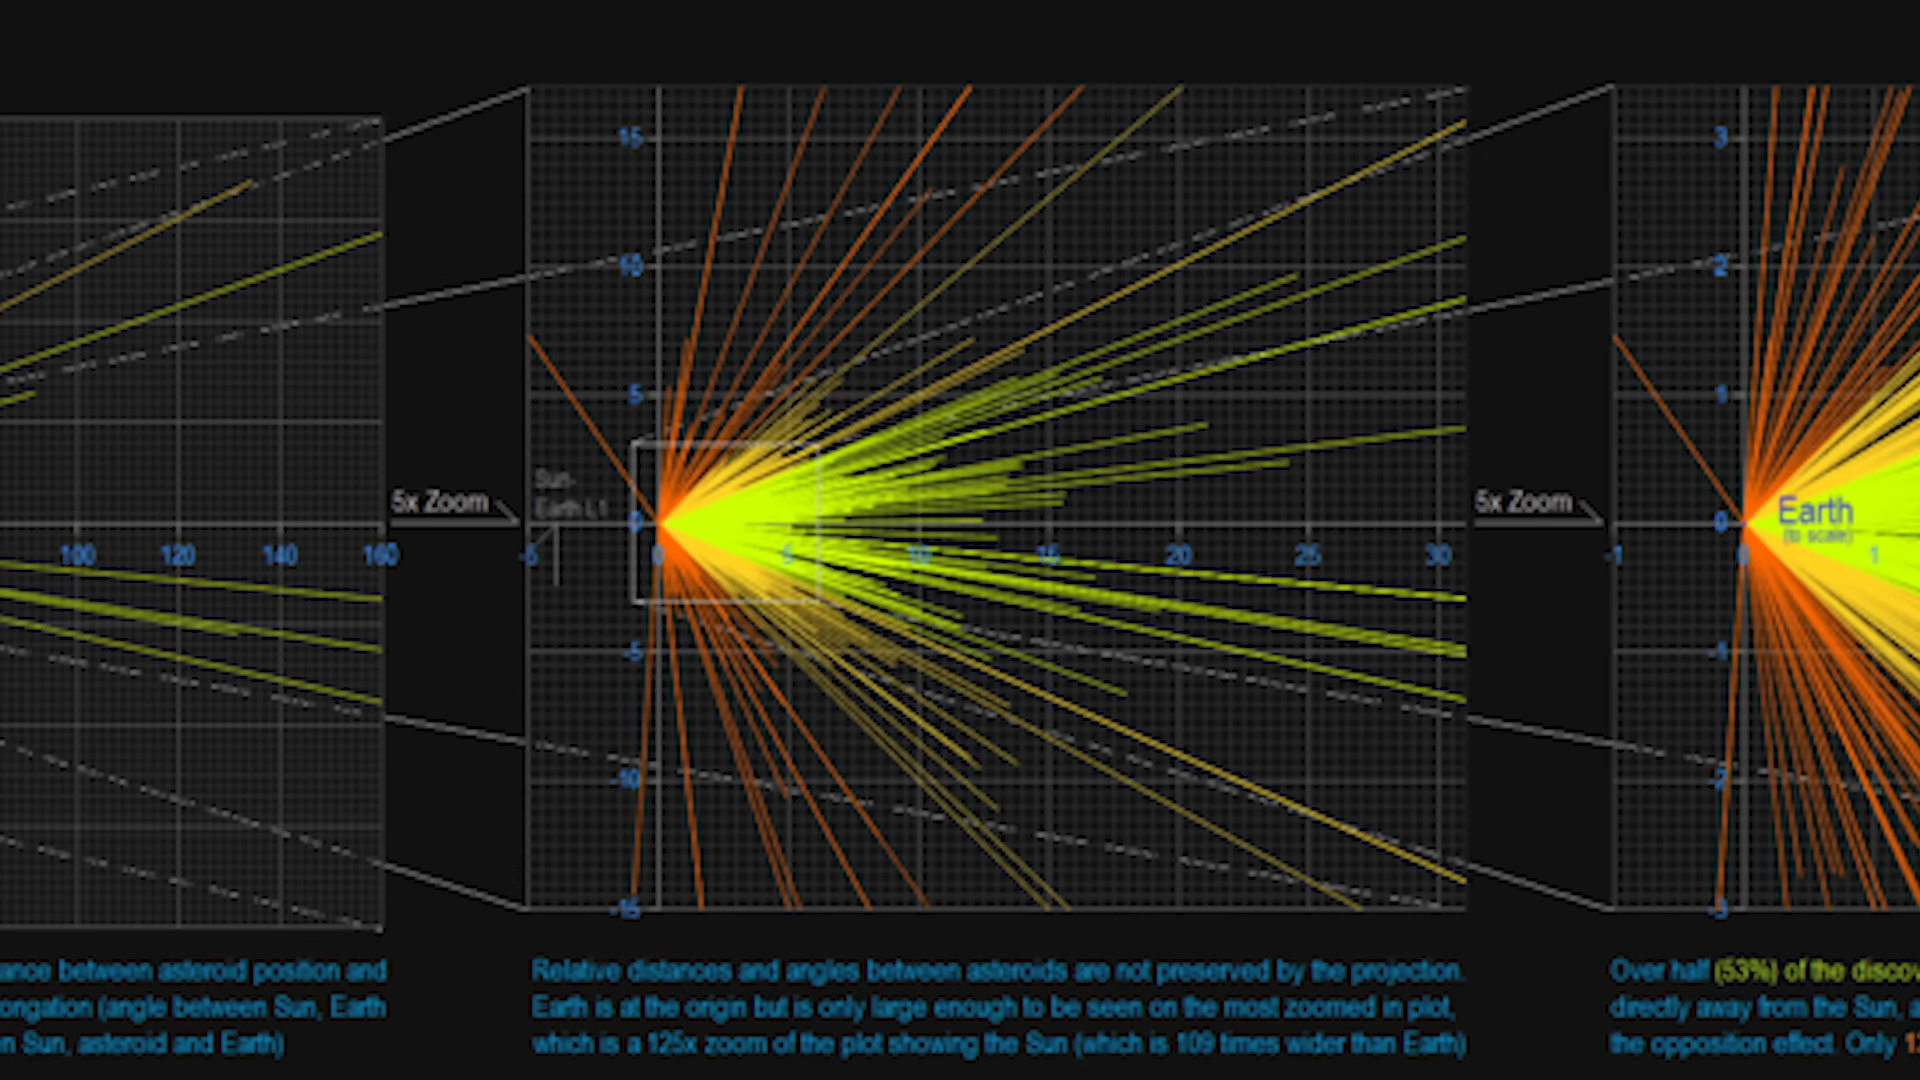 15
3
10
2
5
1
5x Zoom
Sun-
Earth L1
0
5x Zoom
0
Earth
(to scale)
100 120 140 160
-5 0 5 10 15 20 25 30
-1 0 1
-5
-1
-10
-2
-15
-3
ance between asteroid position and
ongation (angle between Sun, Earth
n Sun, asteroid and Earth)
Relative distances and angles between asteroids are not preserved by the projection.
Earth is at the origin but is only large enough to be seen on the most zoomed in plot,
which is a 125x zoom of the plot showing the Sun (which is 109 times wider than Earth)
Over half (53%) of the discov
directly away from the Sun, a
the opposition effect. Only 1